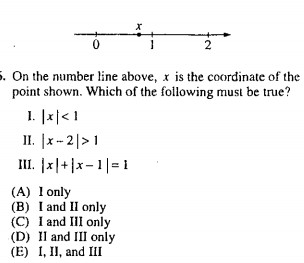 x
0 1 2
5. On the number line above, x is the coordinate of the
point shown. Which of the following must be true?
I. |x| < 1
II. |x - 2| > 1
III. |x| + |x - 1| = 1
(A) I only
(B) I and II only
(C) I and III only
(D) II and III only
(E) I, II, and III